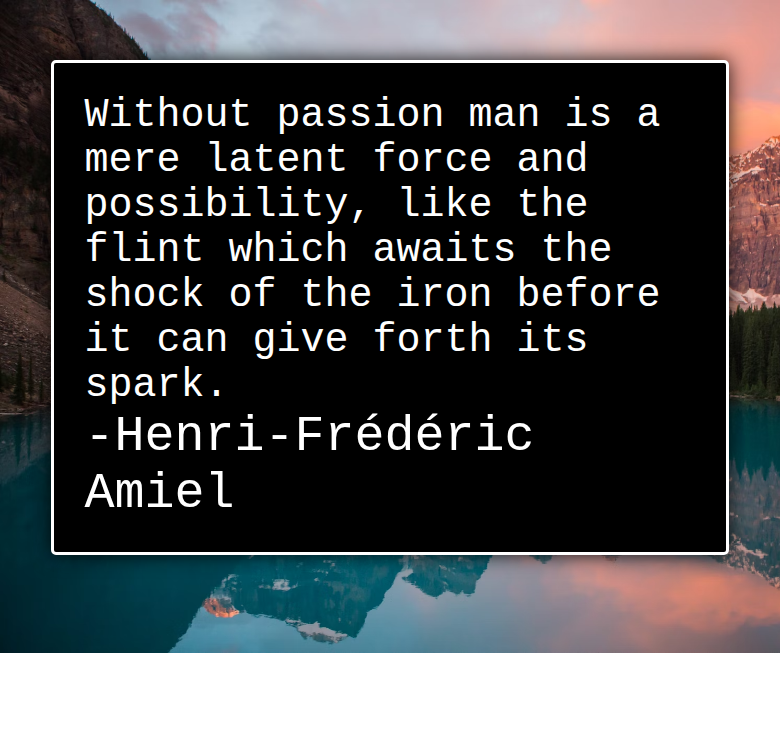 Without passion man is a
mere latent force and
possibility, like the
flint which awaits the
shock of the iron before
it can give forth its
spark.
-Henri-Frédéric
Amiel